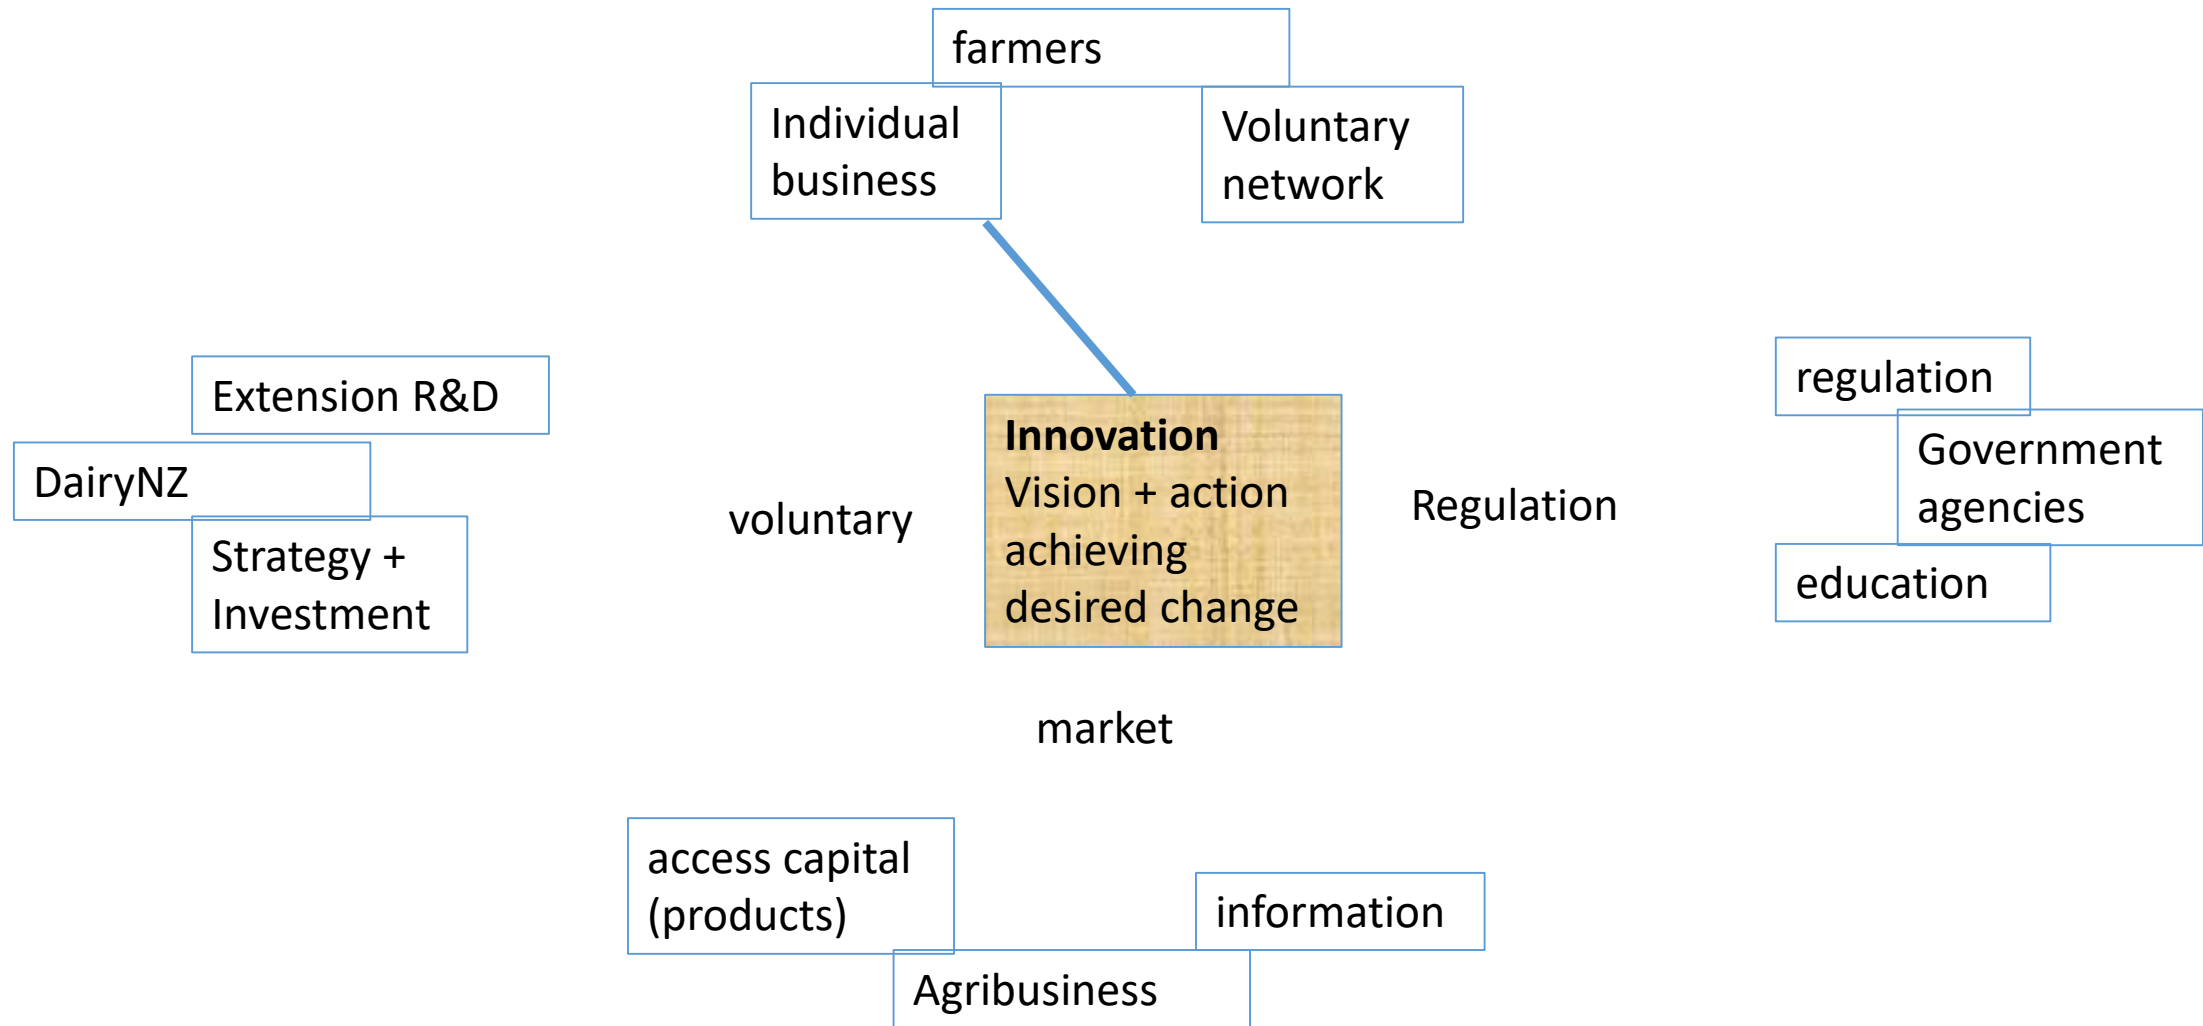 farmers
Individual
business
Voluntary
network
Extension R&D
DairyNZ
Strategy +
Investment
voluntary
Innovation
Vision + action
achieving
desired change
Regulation
regulation
Government
agencies
education
market
access capital
(products)
information
Agribusiness